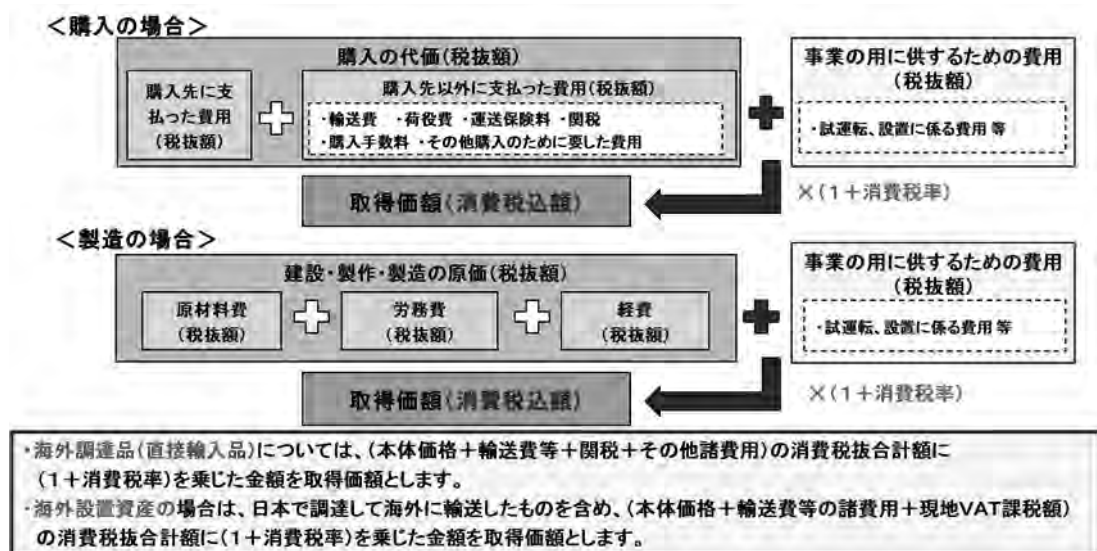 ＜購入の場合＞
購入の代価(税抜額)
購入先に支
払った費用
(税抜額)
購入先以外に支払った費用(税抜額)
・輸送費　・荷役費　・運送保険料　・関税
・購入手数料　・その他購入のために要した費用
事業の用に供するための費用
(税抜額)
・試運転、設置に係る費用 等
×(1＋消費税率)
取得価額(消費税込額)
＜製造の場合＞
建設・製作・製造の原価(税抜額)
原材料費
(税抜額)
労務費
(税抜額)
経費
(税抜額)
事業の用に供するための費用
(税抜額)
・試運転、設置に係る費用 等
×(1＋消費税率)
取得価額(消費税込額)
・海外調達品(直接輸入品)については、(本体価格＋輸送費等＋関税＋その他諸費用)の消費税抜合計額に
(1＋消費税率)を乗じた金額を取得価額とします。
・海外設置資産の場合は、日本で調達して海外に輸送したものを含め、(本体価格＋輸送費等の諸費用＋現地VAT課税額)
の消費税抜合計額に(1＋消費税率)を乗じた金額を取得価額とします。